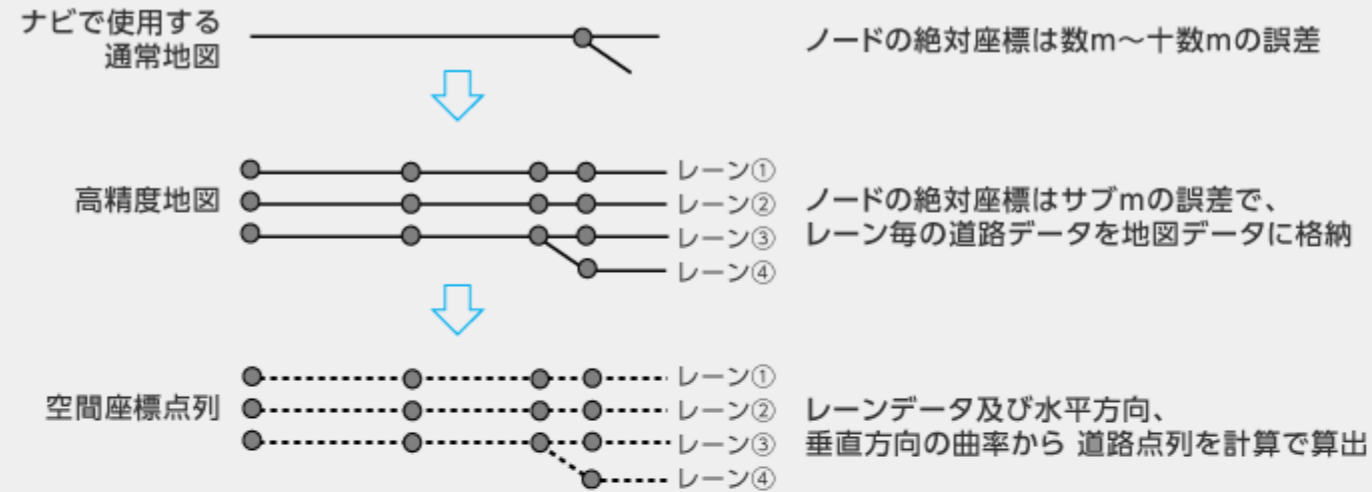 ナビで使用する
通常地図
ノードの絶対座標は数m～十数mの誤差
高精度地図
レーン①
レーン②
レーン③
レーン④
ノードの絶対座標はサブmの誤差で、
レーン毎の道路データを地図データに格納
空間座標点列
レーン①
レーン②
レーン③
レーン④
レーンデータ及び水平方向、
垂直方向の曲率から 道路点列を計算で算出